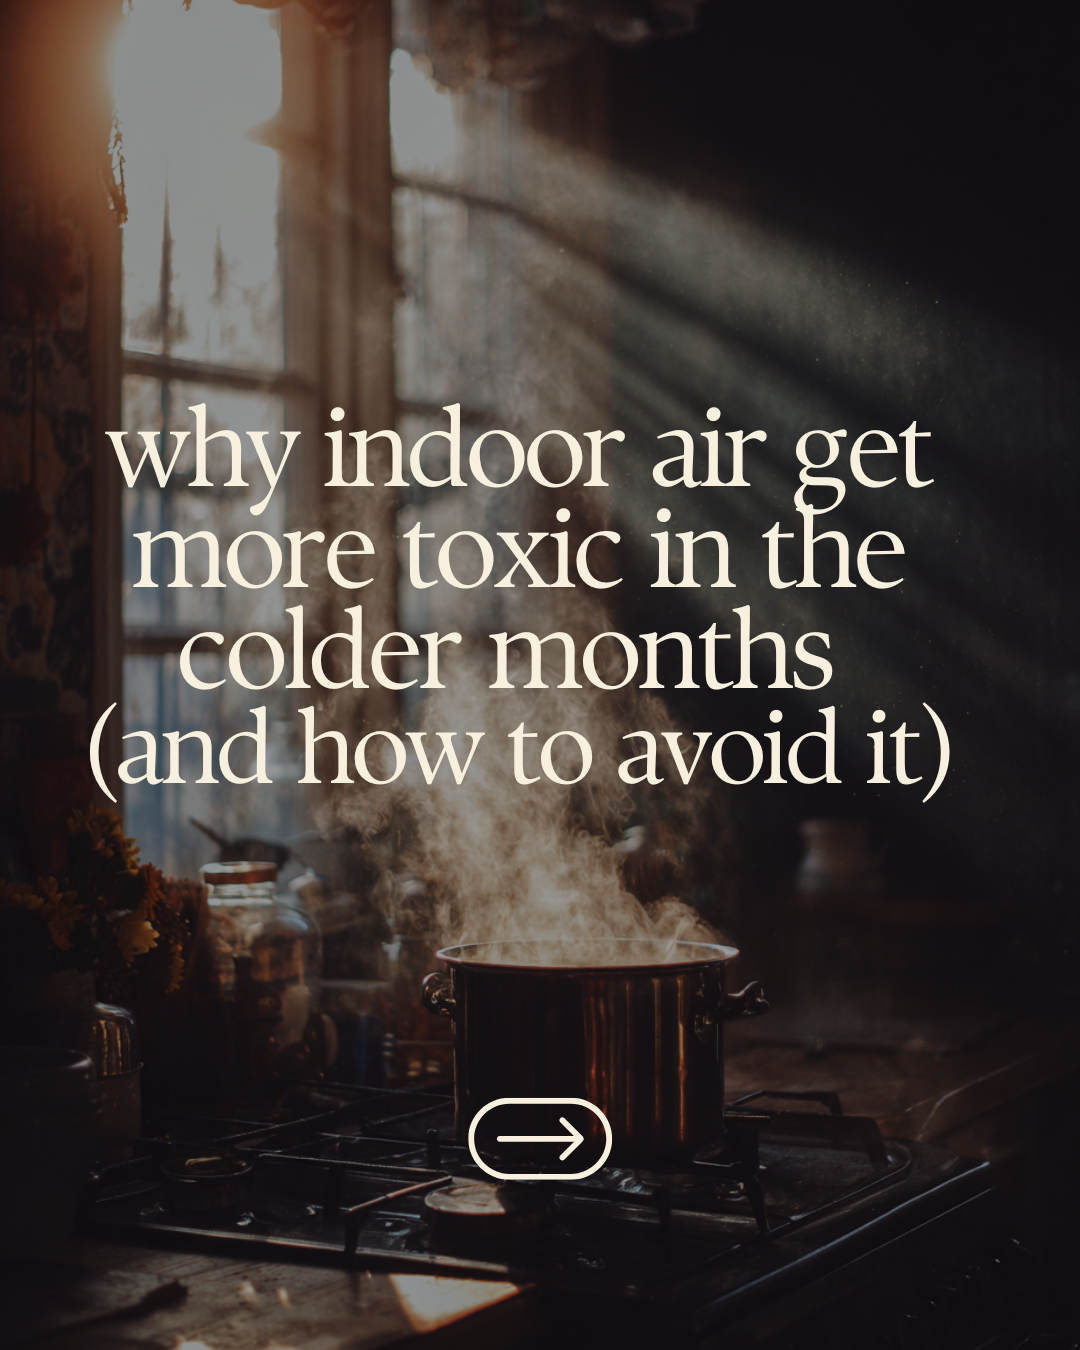 why indoor air get
more toxic in the
colder months
(and how to avoid it)